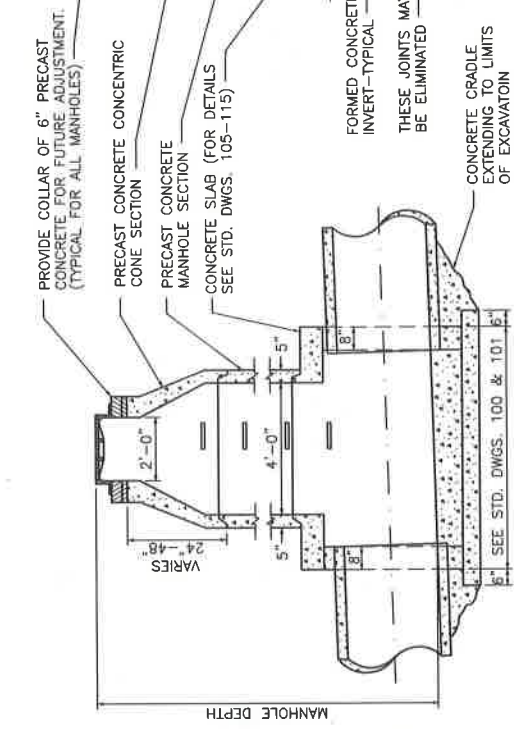 PROVIDE COLLAR OF 6" PRECAST
CONCRETE FOR FUTURE ADJUSTMENT.
(TYPICAL FOR ALL MANHOLES)
PRECAST CONCRETE CONCENTRIC
CONE SECTION
PRECAST CONCRETE
MANHOLE SECTION
CONCRETE SLAB (FOR DETAILS
SEE STD. DWGS. 105-115)
FORMED CONCRETE
INVERT-TYPICAL
THESE JOINTS MA
BE ELIMINATED
CONCRETE CRADLE
EXTENDING TO LIMITS
OF EXCAVATOIN
2'-0"
VARIES
24"-48"
5"
4'-0"
5"
8"
8"
6"
SEE STD. DWGS. 100 & 101
6"
MANHOLE DEPTH